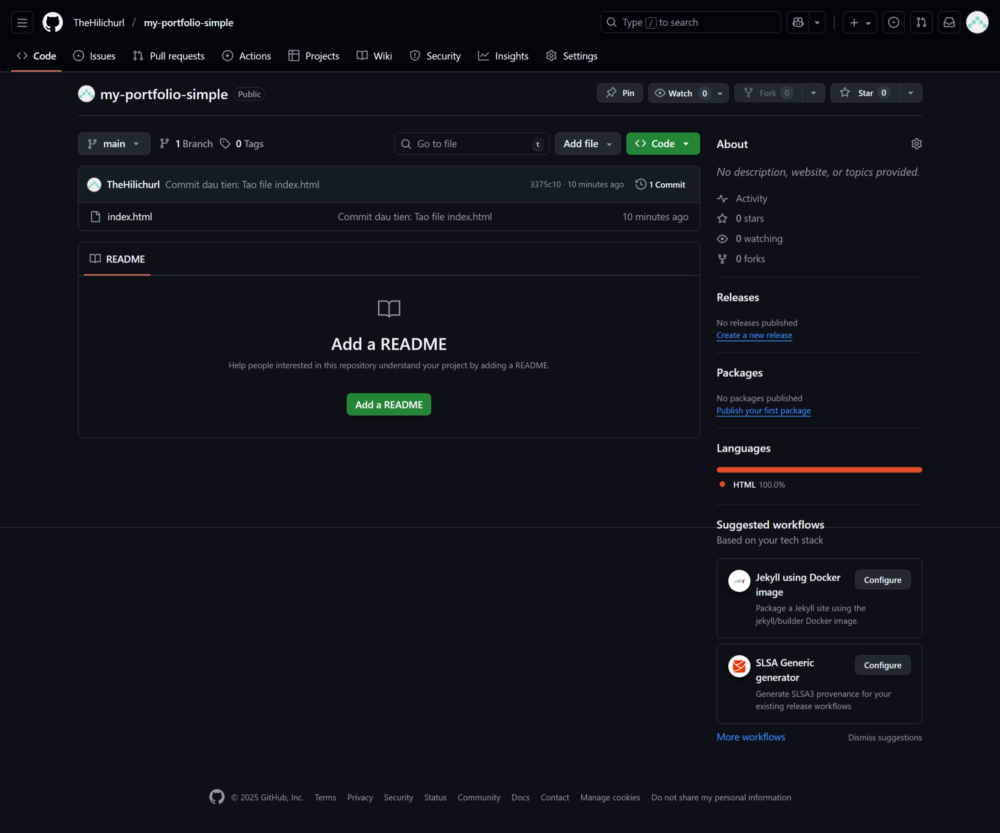 TheHilichurl / my-portfolio-simple
Type / to search
Code
Issues
Pull requests
Actions
Projects
Wiki
Security
Insights
Settings
my-portfolio-simple Public
Pin
Watch 0
Fork 0
Star 0
main
1 Branch
0 Tags
Go to file t
Add file
Code
TheHilichurl Commit dau tien: Tao file index.html 3375c10 · 10 minutes ago 1 Commit
index.html Commit dau tien: Tao file index.html 10 minutes ago
README
Add a README
Help people interested in this repository understand your project by adding a README.
Add a README
About
No description, website, or topics provided.
Activity
0 stars
0 watching
0 forks
Releases
No releases published
Create a new release
Packages
No packages published
Publish your first package
Languages
HTML 100.0%
Suggested workflows
Based on your tech stack
Jekyll using Docker
image
Configure
Package a Jekyll site using the
jekyll/builder Docker image.
SLSA Generic
generator
Configure
Generate SLSA3 provenance for your
existing release workflows
More workflows
Dismiss suggestions
© 2025 GitHub, Inc. Terms Privacy Security Status Community Docs Contact Manage cookies Do not share my personal information